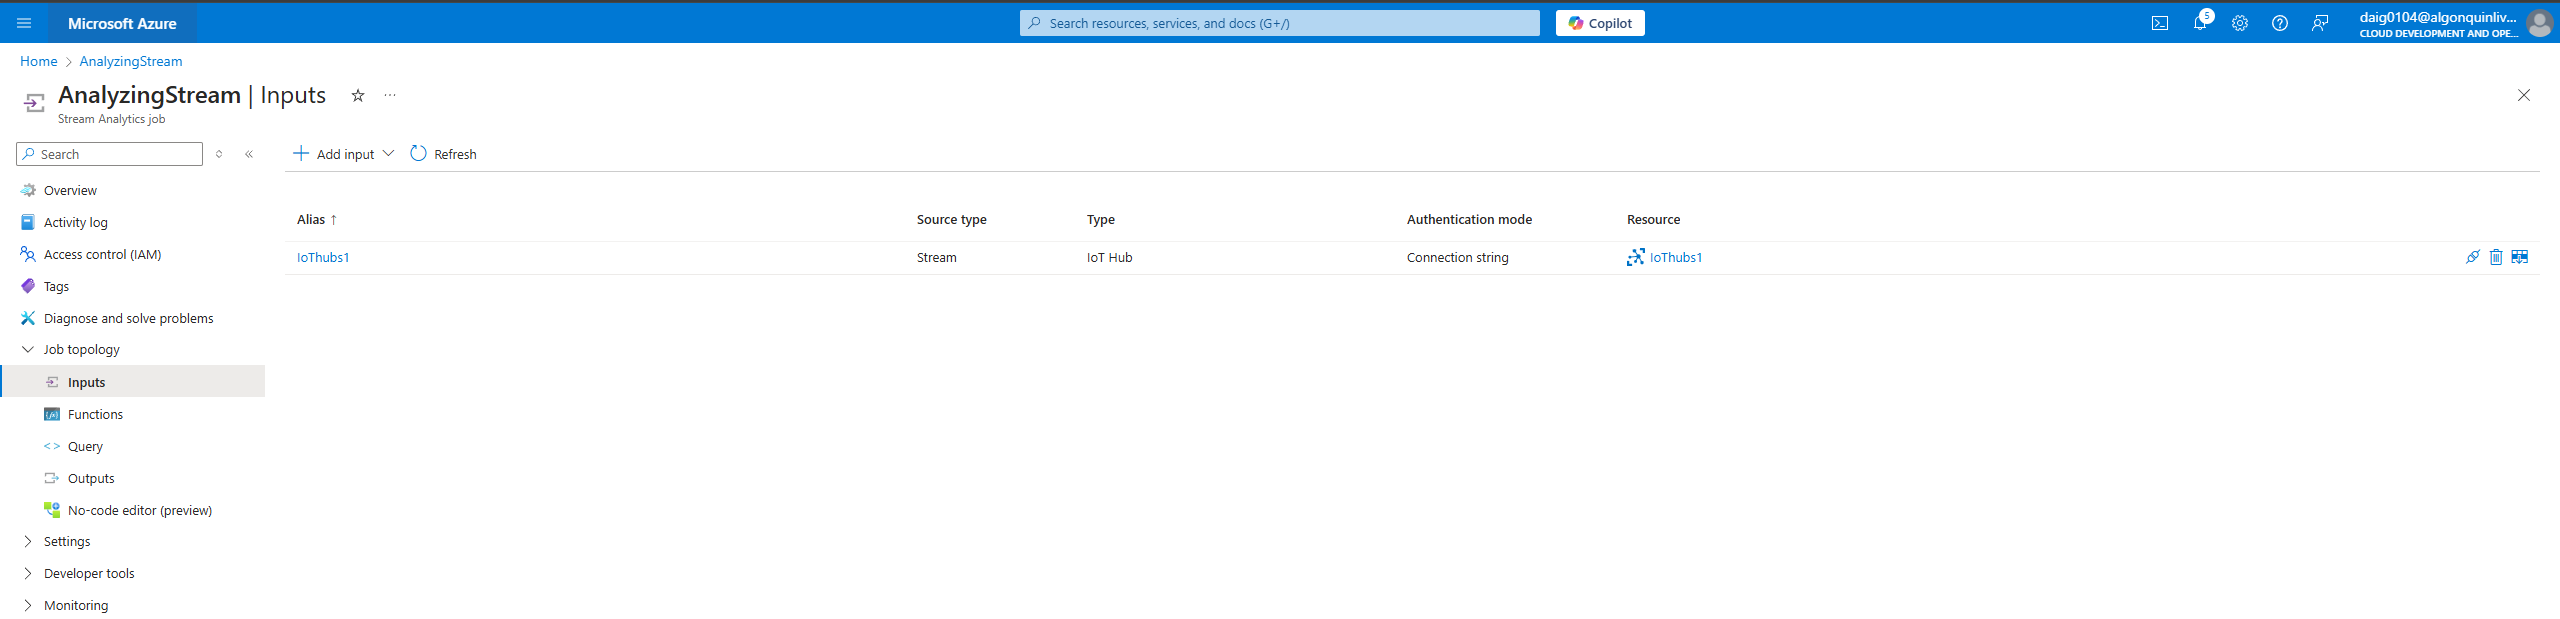 Microsoft Azure
Search resources, services, and docs (G+/)
Copilot
5
daig0104@algonquinliv...
CLOUD DEVELOPMENT AND OPE...
Home > AnalyzingStream
AnalyzingStream | Inputs
Stream Analytics job
Search
Add input
Refresh
Overview
Activity log
Access control (IAM)
Tags
Diagnose and solve problems
Job topology
Inputs
Functions
Query
Outputs
No-code editor (preview)
Settings
Developer tools
Monitoring
Alias ↑ Source type Type Authentication mode Resource
IoThubs1 Stream IoT Hub Connection string IoThubs1